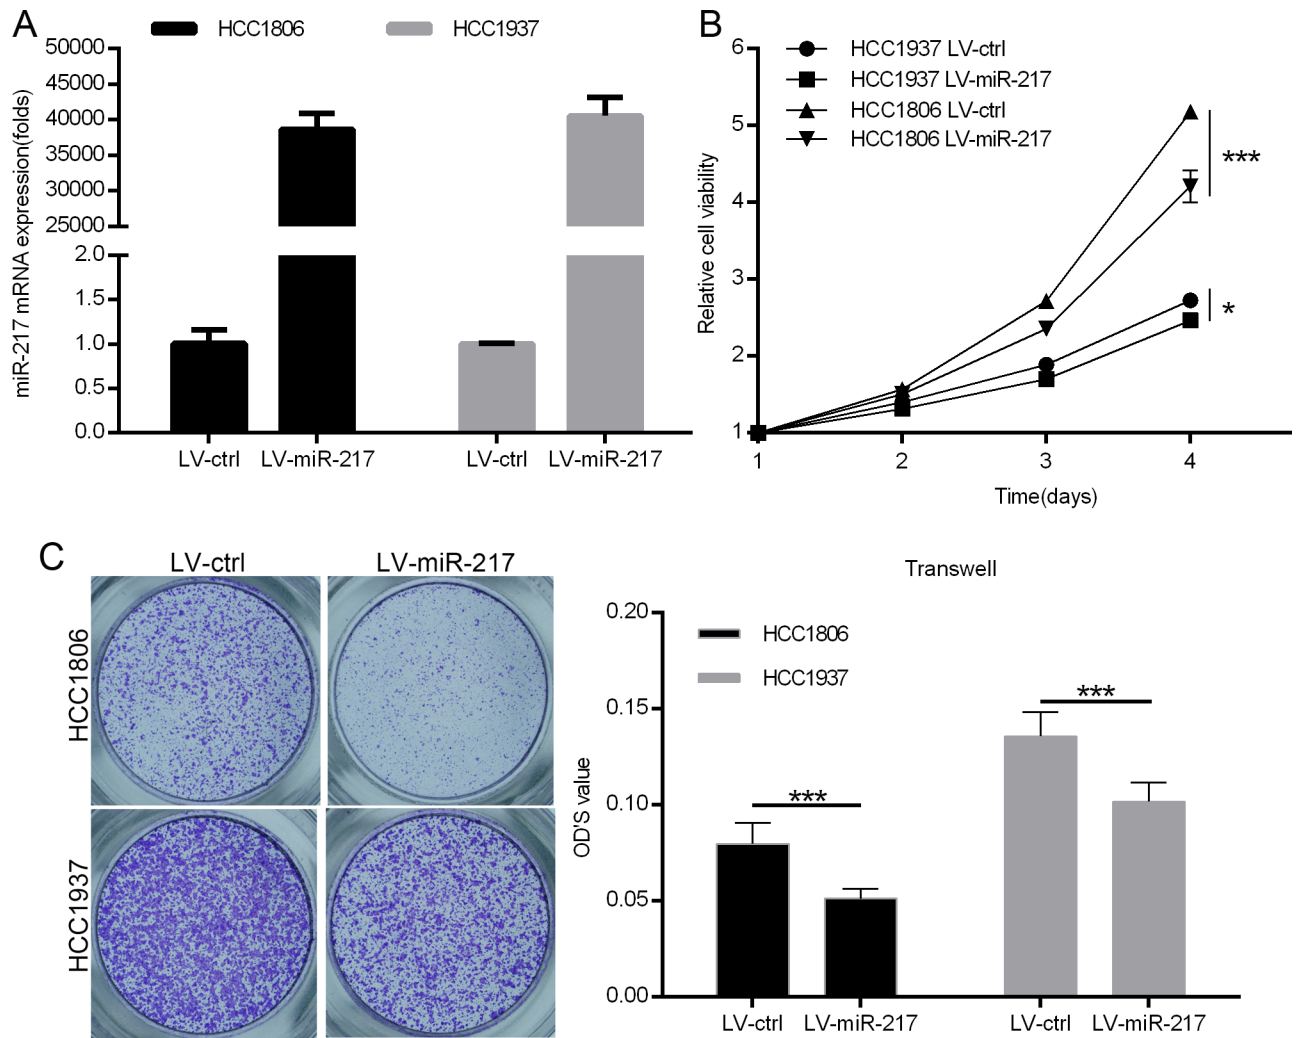 A
HCC1806
HCC1937
miR-217 mRNA expression(folds)
50000
45000
40000
35000
30000
25000
2.0
1.5
1.0
0.5
0.0
LV-ctrl
LV-miR-217
LV-ctrl
LV-miR-217
B
HCC1937 LV-ctrl
HCC1937 LV-miR-217
HCC1806 LV-ctrl
HCC1806 LV-miR-217
Relative cell viability
6
5
4
3
2
1
***
*
1
2
3
4
Time(days)
C
LV-ctrl
LV-miR-217
HCC1806
HCC1937
Transwell
HCC1806
HCC1937
OD'S value
0.20
0.15
0.10
0.05
0.00
***
***
LV-ctrl
LV-miR-217
LV-ctrl
LV-miR-217